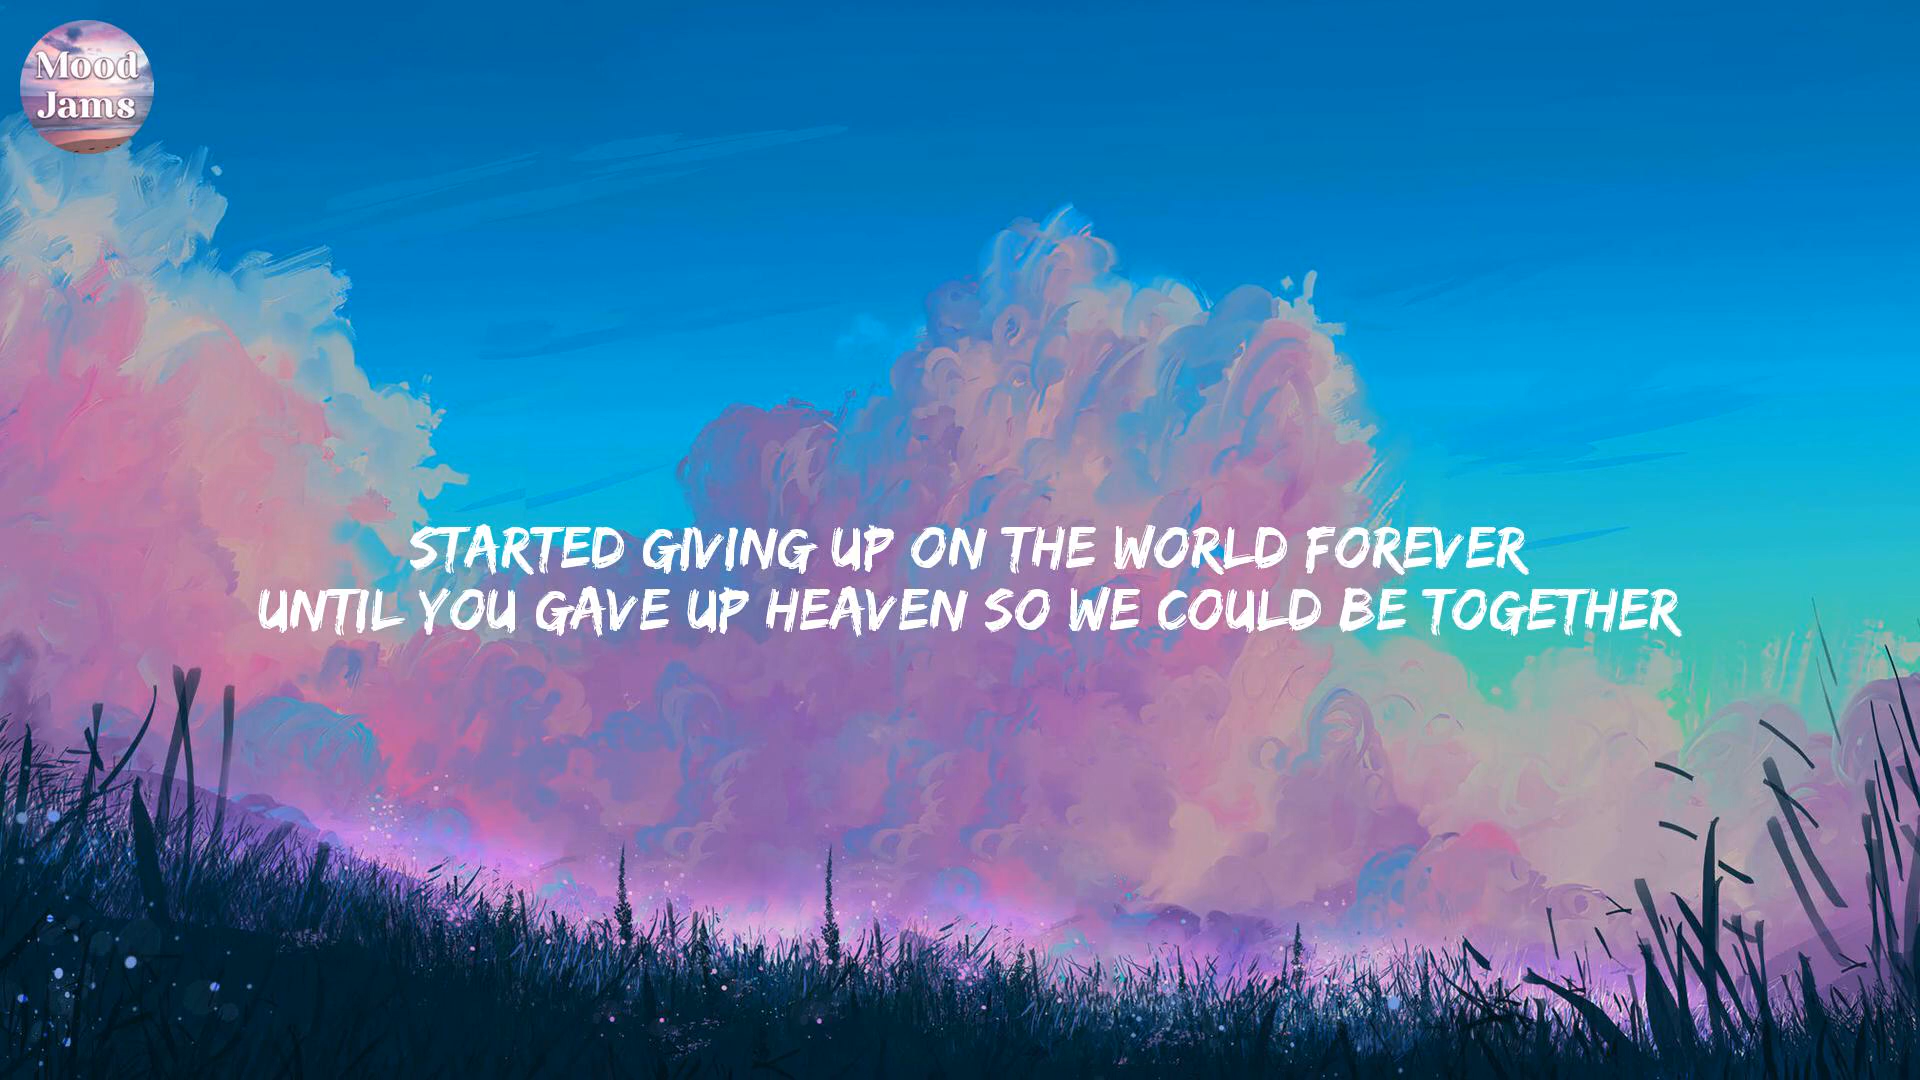 Mood
Jams
STARTED GIVING UP ON THE WORLD FOREVER
UNTIL YOU GAVE UP HEAVEN SO WE COULD BE TOGETHER